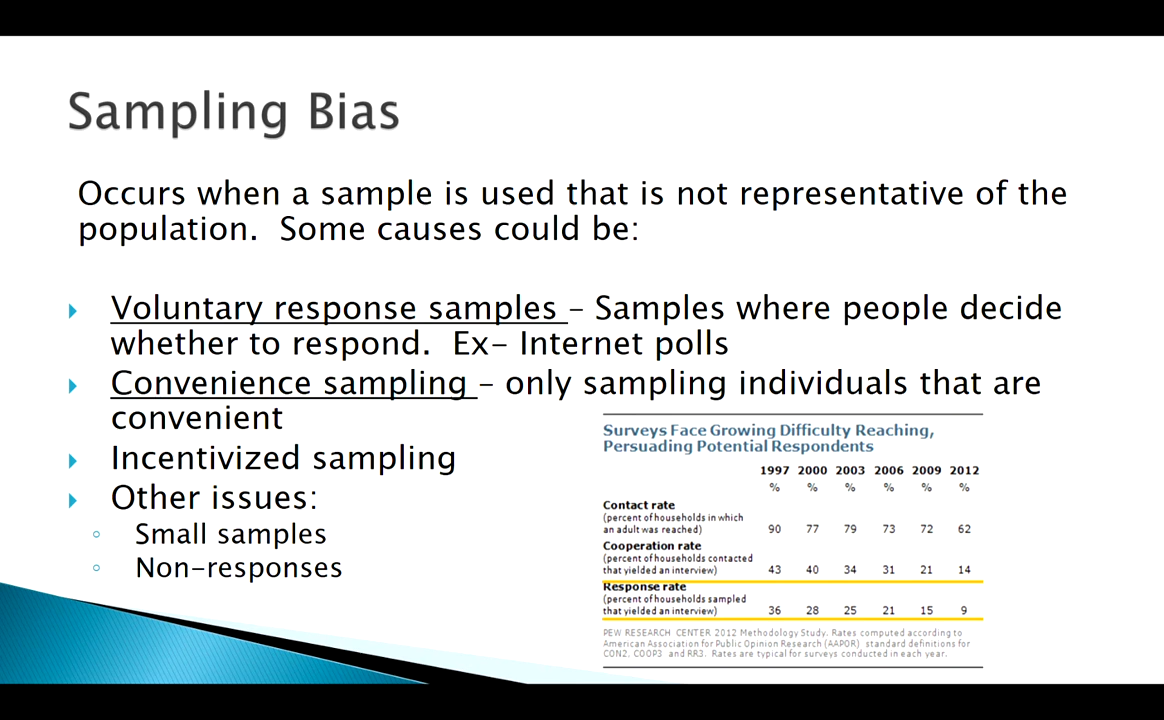 Sampling Bias
Occurs when a sample is used that is not representative of the
population.  Some causes could be:
Voluntary response samples – Samples where people decide
whether to respond.  Ex– Internet polls
Convenience sampling – only sampling individuals that are
convenient
Incentivized sampling
Other issues:
Small samples
Non-responses
Surveys Face Growing Difficulty Reaching,
Persuading Potential Respondents
1997 2000 2003 2006 2009 2012
% % % % % %
Contact rate
(percent of households in which
an adult was reached) 90 77 79 73 72 62
Cooperation rate
(percent of households contacted
that yielded an interview) 43 40 34 31 21 14
Response rate
(percent of households sampled
that yielded an interview) 36 28 25 21 15 9
PEW RESEARCH CENTER 2012 Methodology Study. Rates computed according to
American Association for Public Opinion Research (AAPOR) standard definitions for
CON2, COOP3 and RR3. Rates are typical for surveys conducted in each year.